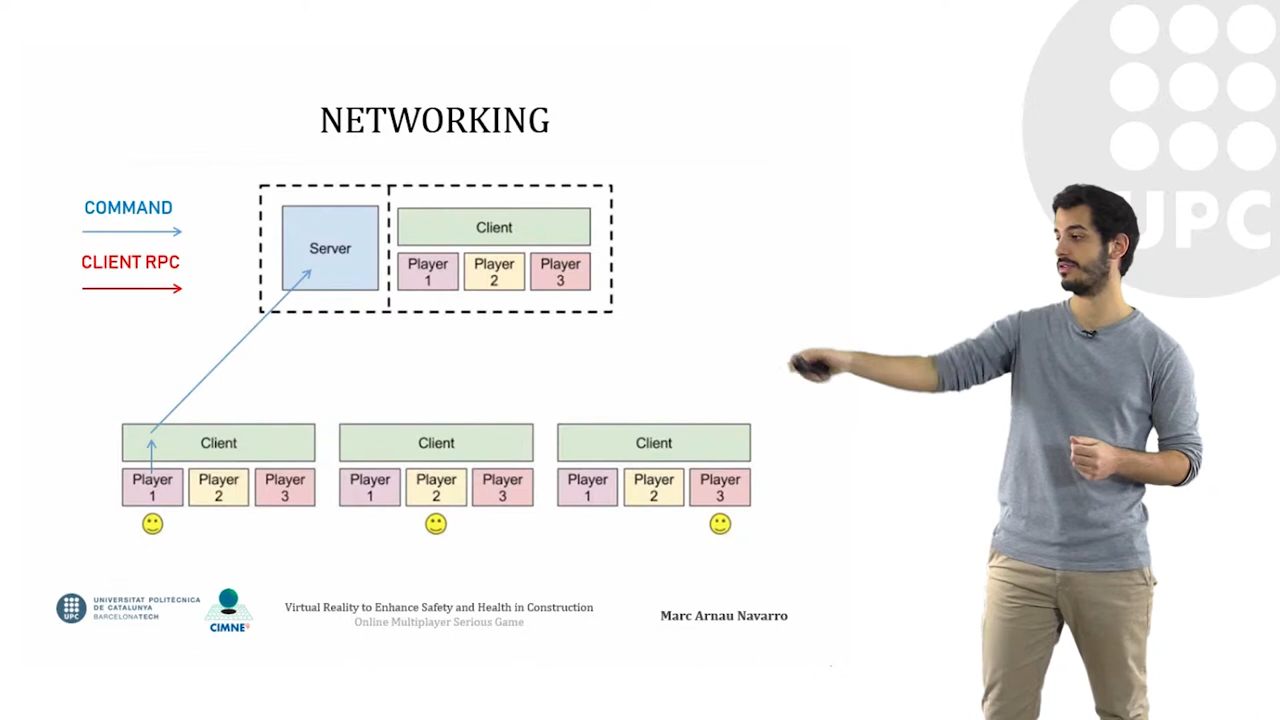 NETWORKING
UPC
COMMAND
CLIENT RPC
Server
Client
Player 1
Player 2
Player 3
Client
Player 1
Player 2
Player 3
Client
Player 1
Player 2
Player 3
Client
Player 1
Player 2
Player 3
UPC
UNIVERSITAT POLITÈCNICA
DE CATALUNYA
BARCELONATECH
CIMNE®
Virtual Reality to Enhance Safety and Health in Construction
Online Multiplayer Serious Game
Marc Arnau Navarro